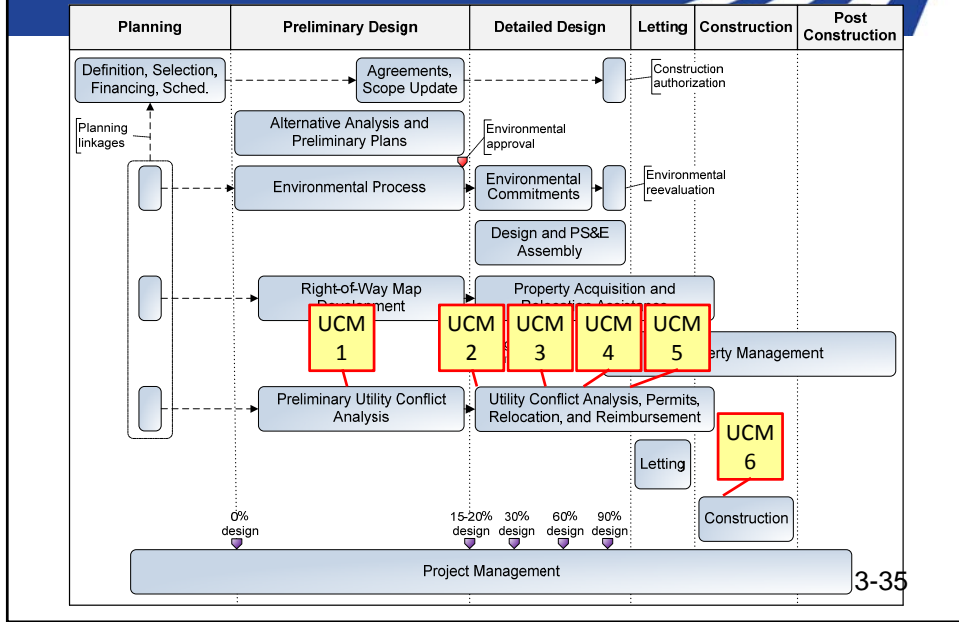 Planning
Preliminary Design
Detailed Design
Letting
Construction
Post
Construction
Definition, Selection,
Financing, Sched.
Agreements,
Scope Update
Construction
authorization
Planning
linkages
Alternative Analysis and
Preliminary Plans
Environmental
approval
Environmental Process
Environmental
Commitments
Environmental
reevaluation
Design and PS&E
Assembly
Right-of-Way Map
Development
Property Acquisition and
Relocation Assistance
UCM
1
UCM
2
UCM
3
UCM
4
UCM
5
erty Management
Preliminary Utility Conflict
Analysis
Utility Conflict Analysis, Permits,
Relocation, and Reimbursement
UCM
6
Letting
Construction
0%
design
15-20%
design
30%
design
60%
design
90%
design
Project Management
3-35